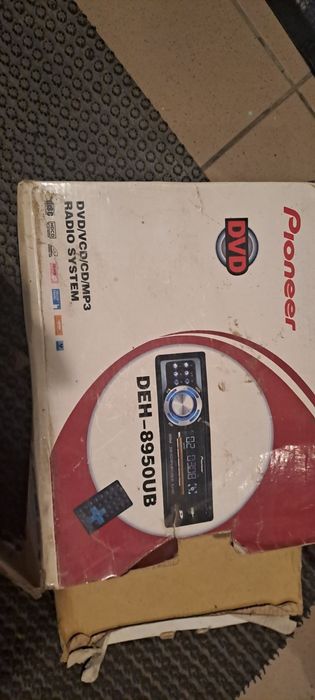 Pioneer
DVD
DVD/VCD/CD/MP3
RADIO SYSTEM
DEH-8950UB